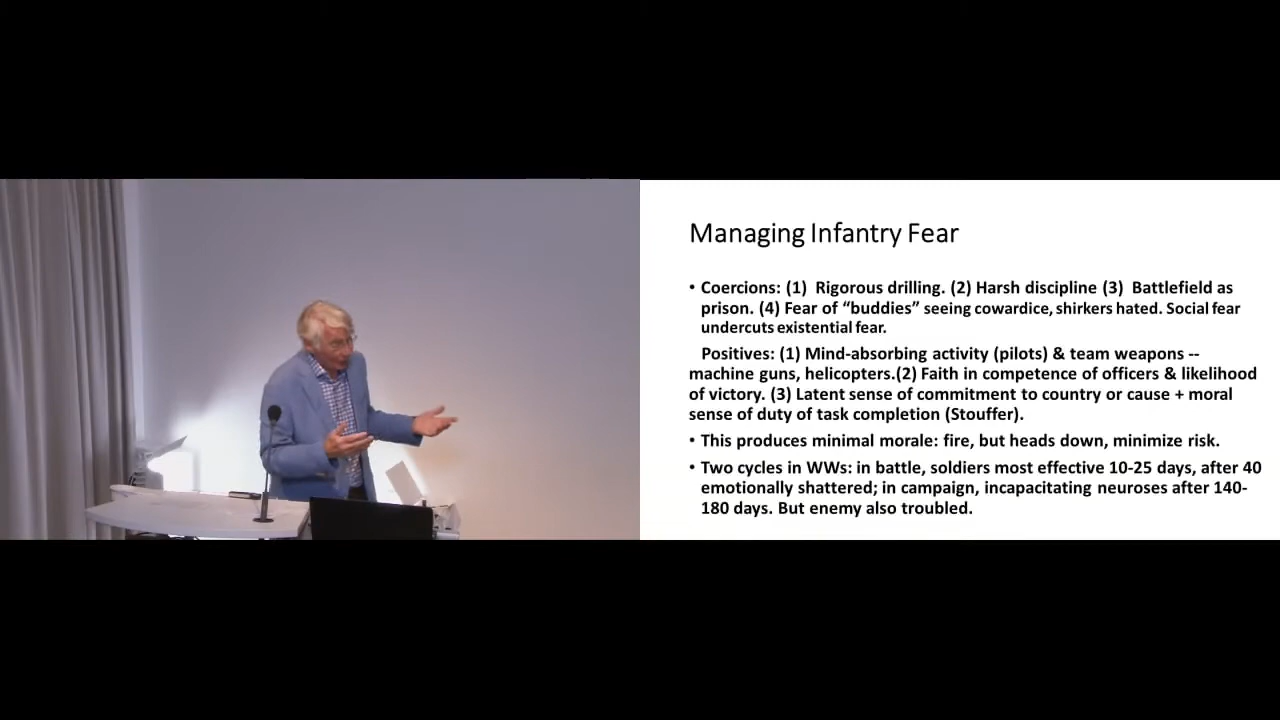 Managing Infantry Fear
• Coercions: (1)  Rigorous drilling. (2) Harsh discipline (3)  Battlefield as
prison. (4) Fear of “buddies” seeing cowardice, shirkers hated. Social fear
undercuts existential fear.
Positives: (1) Mind-absorbing activity (pilots) & team weapons --
machine guns, helicopters.(2) Faith in competence of officers & likelihood
of victory. (3) Latent sense of commitment to country or cause + moral
sense of duty of task completion (Stouffer).
• This produces minimal morale: fire, but heads down, minimize risk.
• Two cycles in WWs: in battle, soldiers most effective 10-25 days, after 40
emotionally shattered; in campaign, incapacitating neuroses after 140-
180 days. But enemy also troubled.